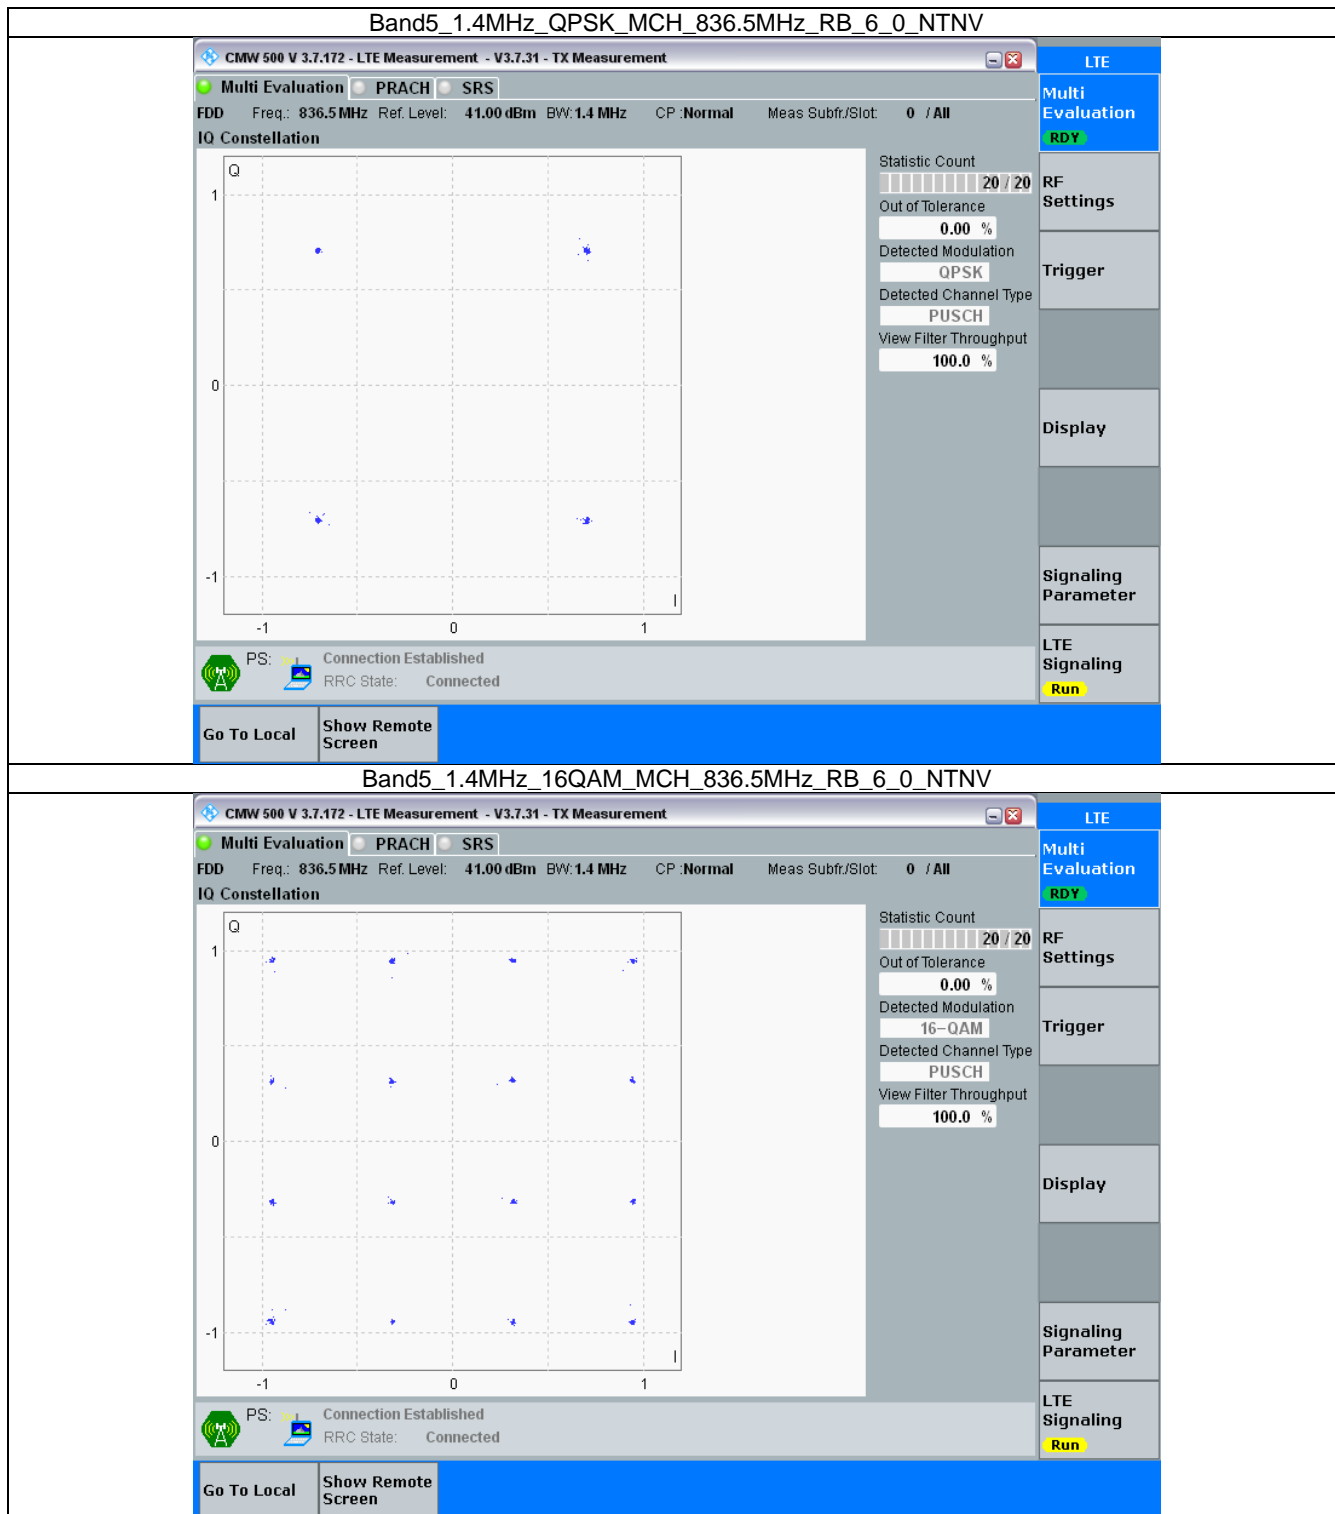 Band5_1.4MHz_QPSK_MCH_836.5MHz_RB_6_0_NTNV
CMW 500 V 3.7.172 - LTE Measurement - V3.7.31 - TX Measurement
LTE
Multi Evaluation PRACH SRS
Multi
Evaluation
RDY
FDD Freq.: 836.5 MHz Ref. Level: 41.00 dBm BW: 1.4 MHz CP :Normal Meas Subfr./Slot: 0 / All
IQ Constellation
Q
1
0
-1
I
-1 0 1
Statistic Count
20 / 20
Out of Tolerance
0.00 %
Detected Modulation
QPSK
Detected Channel Type
PUSCH
View Filter Throughput
100.0 %
RF
Settings
Trigger
Display
Signaling
Parameter
LTE
Signaling
Run
PS: Connection Established
RRC State: Connected
Go To Local
Show Remote
Screen
Band5_1.4MHz_16QAM_MCH_836.5MHz_RB_6_0_NTNV
CMW 500 V 3.7.172 - LTE Measurement - V3.7.31 - TX Measurement
LTE
Multi Evaluation PRACH SRS
Multi
Evaluation
RDY
FDD Freq.: 836.5 MHz Ref. Level: 41.00 dBm BW: 1.4 MHz CP :Normal Meas Subfr./Slot: 0 / All
IQ Constellation
Q
1
0
-1
I
-1 0 1
Statistic Count
20 / 20
Out of Tolerance
0.00 %
Detected Modulation
16-QAM
Detected Channel Type
PUSCH
View Filter Throughput
100.0 %
RF
Settings
Trigger
Display
Signaling
Parameter
LTE
Signaling
Run
PS: Connection Established
RRC State: Connected
Go To Local
Show Remote
Screen